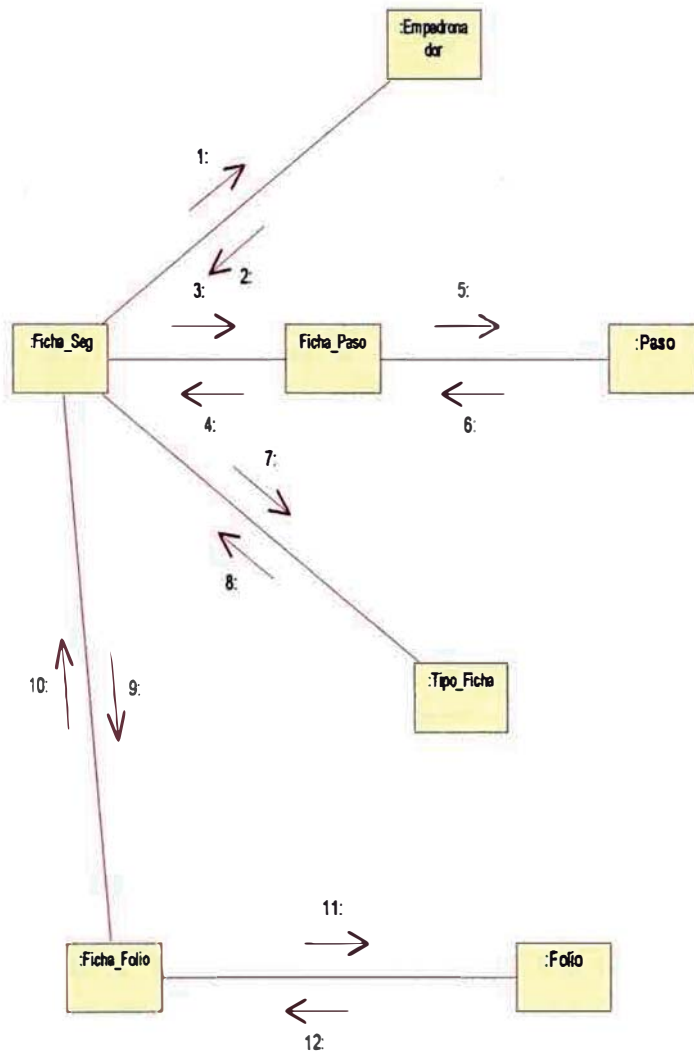 :Empedrona
dor
1:
2:
3:
5:
:Ficha_Seg
Ficha_Paso
:Paso
4:
6:
7:
8:
:Tipo_Ficha
10:
9:
11:
:Ficha_Folio
:Folio
12: